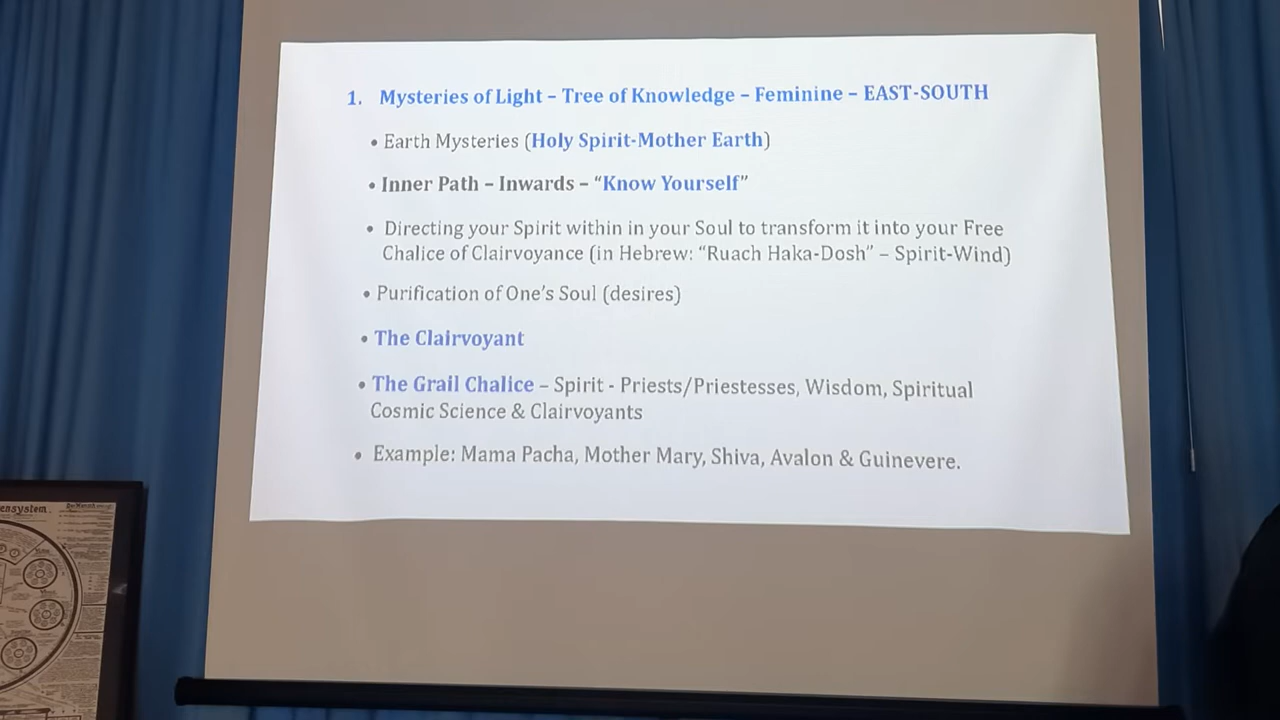 1. Mysteries of Light – Tree of Knowledge – Feminine – EAST-SOUTH
• Earth Mysteries (Holy Spirit-Mother Earth)
• Inner Path – Inwards – “Know Yourself”
• Directing your Spirit within in your Soul to transform it into your Free
Chalice of Clairvoyance (in Hebrew: “Ruach Haka-Dosh” – Spirit-Wind)
• Purification of One’s Soul (desires)
• The Clairvoyant
• The Grail Chalice – Spirit - Priests/Priestesses, Wisdom, Spiritual
Cosmic Science & Clairvoyants
• Example: Mama Pacha, Mother Mary, Shiva, Avalon & Guinevere.